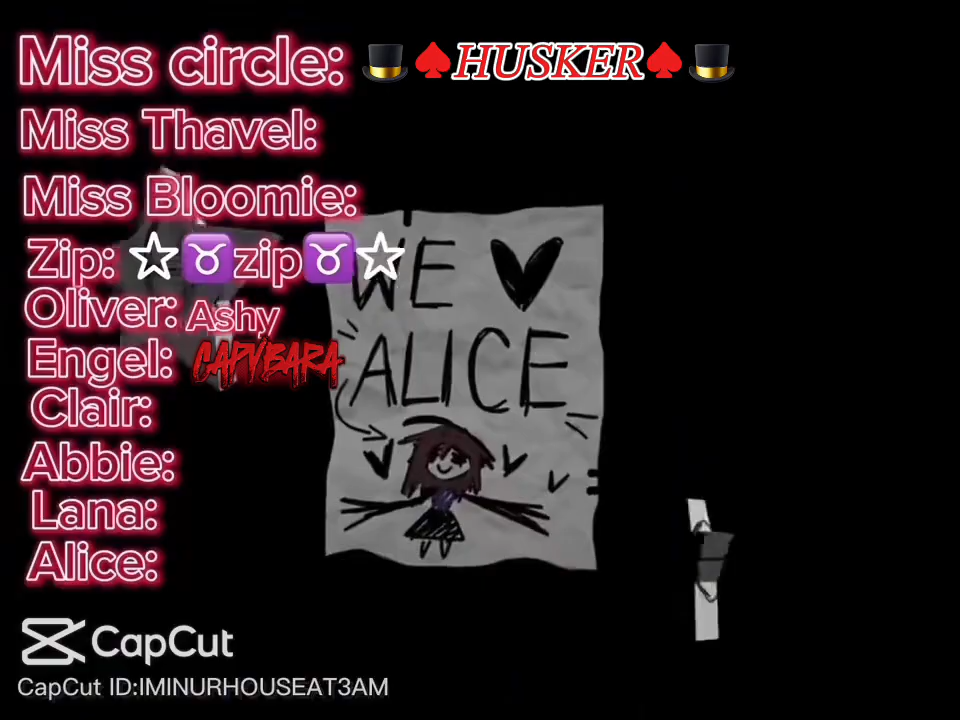 Miss circle: 🎩♠️HUSKER♠️🎩
Miss Thavel:
Miss Bloomie:
Zip: ☆♉zip♉☆
Oliver: Ashy
Engel: CAPYBARA
Clair:
Abbie:
Lana:
Alice:
WE ♥
ALICE
CapCut
CapCut ID:IMINURHOUSEAT3AM